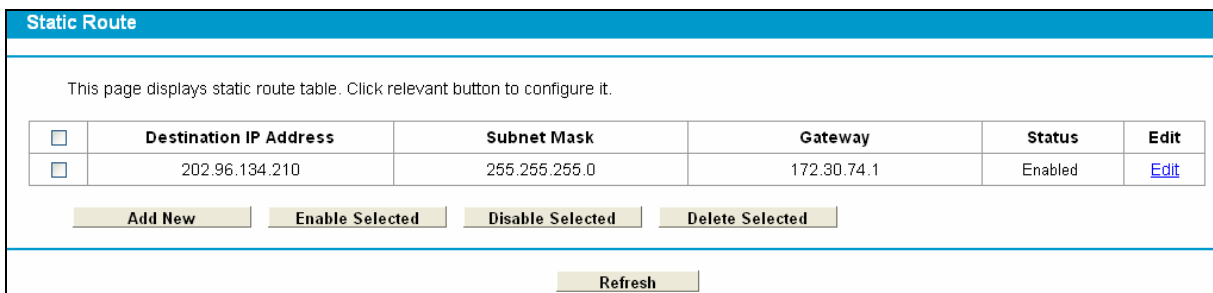 Static Route
This page displays static route table. Click relevant button to configure it.
Destination IP Address Subnet Mask Gateway Status Edit
202.96.134.210 255.255.255.0 172.30.74.1 Enabled Edit
Add New Enable Selected Disable Selected Delete Selected
Refresh